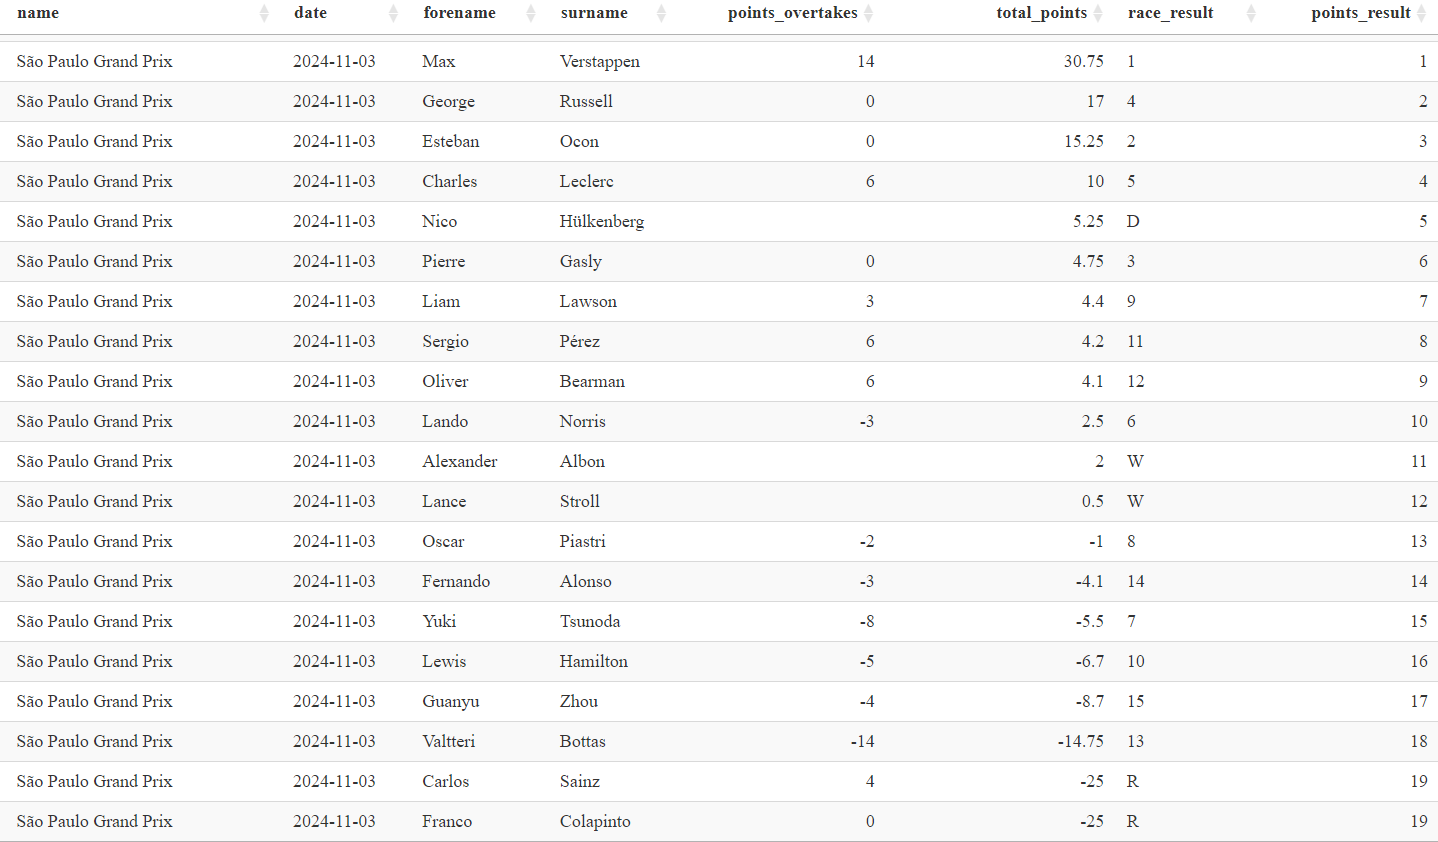 name date forename surname points_overtakes total_points race_result points_result
São Paulo Grand Prix 2024-11-03 Max Verstappen 14 30.75 1 1
São Paulo Grand Prix 2024-11-03 George Russell 0 17 4 2
São Paulo Grand Prix 2024-11-03 Esteban Ocon 0 15.25 2 3
São Paulo Grand Prix 2024-11-03 Charles Leclerc 6 10 5 4
São Paulo Grand Prix 2024-11-03 Nico Hülkenberg 5.25 D 5
São Paulo Grand Prix 2024-11-03 Pierre Gasly 0 4.75 3 6
São Paulo Grand Prix 2024-11-03 Liam Lawson 3 4.4 9 7
São Paulo Grand Prix 2024-11-03 Sergio Pérez 6 4.2 11 8
São Paulo Grand Prix 2024-11-03 Oliver Bearman 6 4.1 12 9
São Paulo Grand Prix 2024-11-03 Lando Norris -3 2.5 6 10
São Paulo Grand Prix 2024-11-03 Alexander Albon 2 W 11
São Paulo Grand Prix 2024-11-03 Lance Stroll 0.5 W 12
São Paulo Grand Prix 2024-11-03 Oscar Piastri -2 -1 8 13
São Paulo Grand Prix 2024-11-03 Fernando Alonso -3 -4.1 14 14
São Paulo Grand Prix 2024-11-03 Yuki Tsunoda -8 -5.5 7 15
São Paulo Grand Prix 2024-11-03 Lewis Hamilton -5 -6.7 10 16
São Paulo Grand Prix 2024-11-03 Guanyu Zhou -4 -8.7 15 17
São Paulo Grand Prix 2024-11-03 Valtteri Bottas -14 -14.75 13 18
São Paulo Grand Prix 2024-11-03 Carlos Sainz 4 -25 R 19
São Paulo Grand Prix 2024-11-03 Franco Colapinto 0 -25 R 19